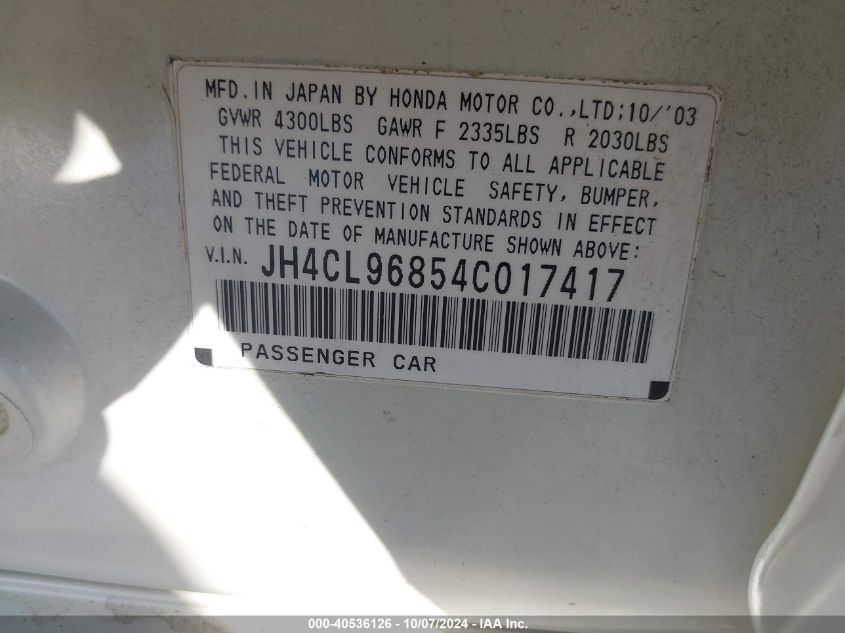 MFD. IN JAPAN BY HONDA MOTOR CO., LTD; 10/'03
GVWR 4300LBS GAWR F 2335LBS R 2030LBS
THIS VEHICLE CONFORMS TO ALL APPLICABLE
FEDERAL MOTOR VEHICLE SAFETY, BUMPER,
AND THEFT PREVENTION STANDARDS IN EFFECT
ON THE DATE OF MANUFACTURE SHOWN ABOVE:
V.I.N. JH4CL96854C017417
PASSENGER CAR
000-40536126 - 10/07/2024 - IAA Inc.